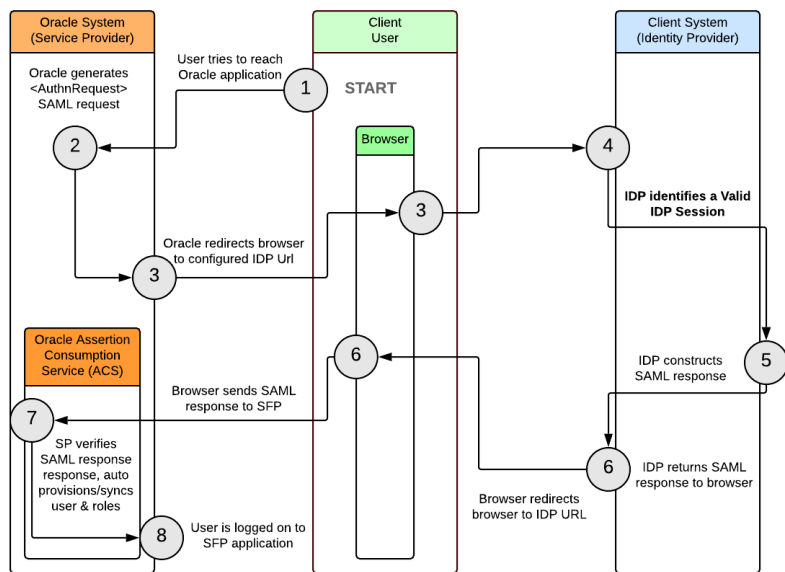 Oracle System
(Service Provider)
Client
User
Client System
(Identity Provider)
User tries to reach
Oracle application
1
START
Oracle generates
<AuthnRequest>
SAML request
2
Browser
4
IDP identifies a Valid
IDP Session
3
Oracle redirects browser
to configured IDP Url
3
Oracle Assertion
Consumption
Service (ACS)
6
IDP constructs
SAML response
5
Browser sends SAML
response to SFP
7
SP verifies
SAML response
response, auto
provisions/syncs
user & roles
6
IDP returns SAML
response to browser
Browser redirects
browser to IDP URL
8
User is logged on to
SFP application